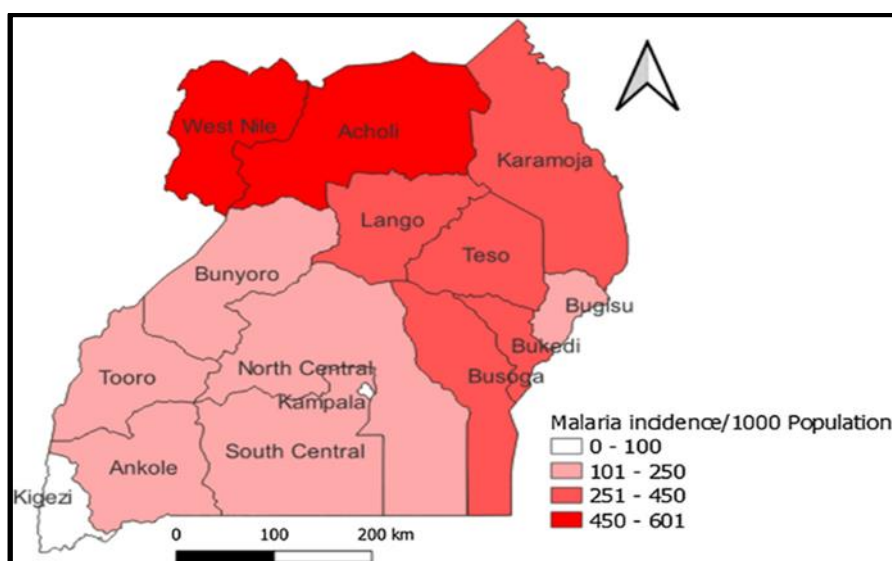 West Nile
Acholi
Karamoja
Lango
Teso
Bunyoro
Bugisu
Bukedi
Tooro
North Central
Busoga
Kampala
South Central
Ankole
Kigezi
Malaria incidence/1000 Population
0 - 100
101 - 250
251 - 450
450 - 601
0 100 200 km